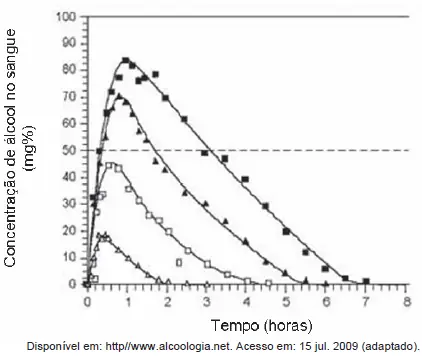 Concentração de álcool no sangue
(mg%)
100
90
80
70
60
50
40
30
20
10
0
0 1 2 3 4 5 6 7 8
Tempo (horas)
Disponível em: http//www.alcoologia.net. Acesso em: 15 jul. 2009 (adaptado).